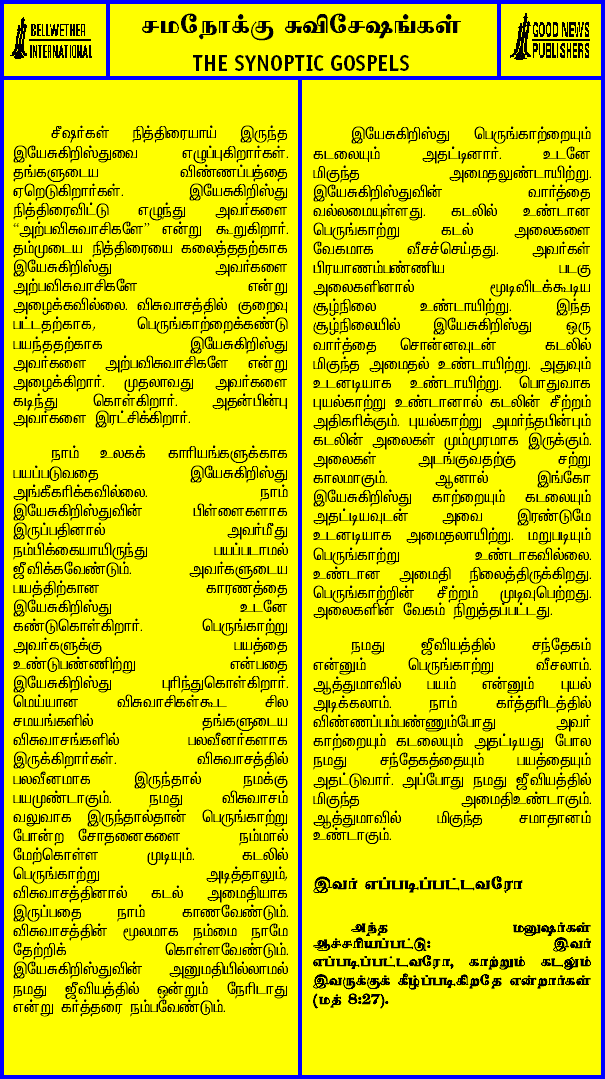 BELLWETHER
INTERNATIONAL
சமநோக்கு சுவிசேஷங்கள்
THE SYNOPTIC GOSPELS
GOOD NEWS
PUBLISHERS
சீஷர்கள் நித்திரையாய் இருந்த
இயேசுகிறிஸ்துவை எழுப்புகிறார்கள்.
தங்களுடைய விண்ணப்பத்தை
ஏறெடுகிறார்கள். இயேசுகிறிஸ்து
நித்திரைவிட்டு எழுந்து அவர்களை
“அற்பவிசுவாசிகளே” என்று கூறுகிறார்.
தம்முடைய நித்திரையை கலைத்ததற்காக
இயேசுகிறிஸ்து அவர்களை
அற்பவிசுவாசிகளே என்று
அழைக்கவில்லை. விசுவாசத்தில் குறைவு
பட்டதற்காக, பெருங்காற்றைக்கண்டு
பயந்ததற்காக இயேசுகிறிஸ்து
அவர்களை அற்பவிசுவாசிகளே என்று
அழைக்கிறார். முதலாவது அவர்களை
கடிந்து கொள்கிறார். அதன்பின்பு
அவர்களை இரட்சிக்கிறார்.
நாம் உலகக் காரியங்களுக்காக
பயப்படுவதை இயேசுகிறிஸ்து
அங்கீகரிக்கவில்லை. நாம்
இயேசுகிறிஸ்துவின் பிள்ளைகளாக
இருப்பதினால் அவர்மீது
நம்பிக்கையாயிருந்து பயப்படாமல்
ஜீவிக்கவேண்டும். அவர்களுடைய
பயத்திற்கான காரணத்தை
இயேசுகிறிஸ்து உடனே
கண்டுகொள்கிறார். பெருங்காற்று
அவர்களுக்கு பயத்தை
உண்டுபண்ணிற்று என்பதை
இயேசுகிறிஸ்து புரிந்துகொள்கிறார்.
மெய்யான விசுவாசிகள்கூட சில
சமயங்களில் தங்களுடைய
விசுவாசங்களில் பலவீனர்களாக
இருக்கிறார்கள். விசுவாசத்தில்
பலவீனமாக இருந்தால் நமக்கு
பயமுண்டாகும். நமது விசுவாசம்
வலுவாக இருந்தால்தான் பெருங்காற்று
போன்ற சோதனைகளை நம்மால்
மேற்கொள்ள முடியும். கடலில்
பெருங்காற்று அடித்தாலும்,
விசுவாசத்தினால் கடல் அமைதியாக
இருப்பதை நாம் காணவேண்டும்.
விசுவாசத்தின் மூலமாக நம்மை நாமே
தேற்றிக் கொள்ளவேண்டும்.
இயேசுகிறிஸ்துவின் அனுமதியில்லாமல்
நமது ஜீவியத்தில் ஒன்றும் நேரிடாது
என்று கர்த்தரை நம்பவேண்டும்.
இயேசுகிறிஸ்து பெருங்காற்றையும்
கடலையும் அதட்டினார். உடனே
மிகுந்த அமைதலுண்டாயிற்று.
இயேசுகிறிஸ்துவின் வார்த்தை
வல்லமையுள்ளது. கடலில் உண்டான
பெருங்காற்று கடல் அலைகளை
வேகமாக வீசச்செய்தது. அவர்கள்
பிரயாணம்பண்ணிய படகு
அலைகளினால் மூடிவிடக்கூடிய
சூழ்நிலை உண்டாயிற்று. இந்த
சூழ்நிலையில் இயேசுகிறிஸ்து ஒரு
வார்த்தை சொன்னவுடன் கடலில்
மிகுந்த அமைதல் உண்டாயிற்று. அதுவும்
உடனடியாக உண்டாயிற்று. பொதுவாக
புயல்காற்று உண்டானால் கடலின் சீற்றம்
அதிகரிக்கும். புயல்காற்று அமர்ந்தபின்பும்
கடலின் அலைகள் மும்முரமாக இருக்கும்.
அலைகள் அடங்குவதற்கு சற்று
காலமாகும். ஆனால் இங்கோ
இயேசுகிறிஸ்து காற்றையும் கடலையும்
அதட்டியவுடன் அவை இரண்டுமே
உடனடியாக அமைதலாயிற்று. மறுபடியும்
பெருங்காற்று உண்டாகவில்லை.
உண்டான அமைதி நிலைத்திருக்கிறது.
பெருங்காற்றின் சீற்றம் முடிவுபெற்றது.
அலைகளின் வேகம் நிறுத்தப்பட்டது.
நமது ஜீவியத்தில் சந்தேகம்
என்னும் பெருங்காற்று வீசலாம்.
ஆத்துமாவில் பயம் என்னும் புயல்
அடிக்கலாம். நாம் கர்த்தரிடத்தில்
விண்ணப்பம்பண்ணும்போது அவர்
காற்றையும் கடலையும் அதட்டியது போல
நமது சந்தேகத்தையும் பயத்தையும்
அதட்டுவார். அப்போது நமது ஜீவியத்தில்
மிகுந்த அமைதிஉண்டாகும்.
ஆத்துமாவில் மிகுந்த சமாதானம்
உண்டாகும்.
இவர் எப்படிப்பட்டவரோ
அந்த மனுஷர்கள்
ஆச்சரியப்பட்டு: இவர்
எப்படிப்பட்டவரோ, காற்றும் கடலும்
இவருக்குக் கீழ்ப்படிகிறதே என்றார்கள்
(மத் 8:27).